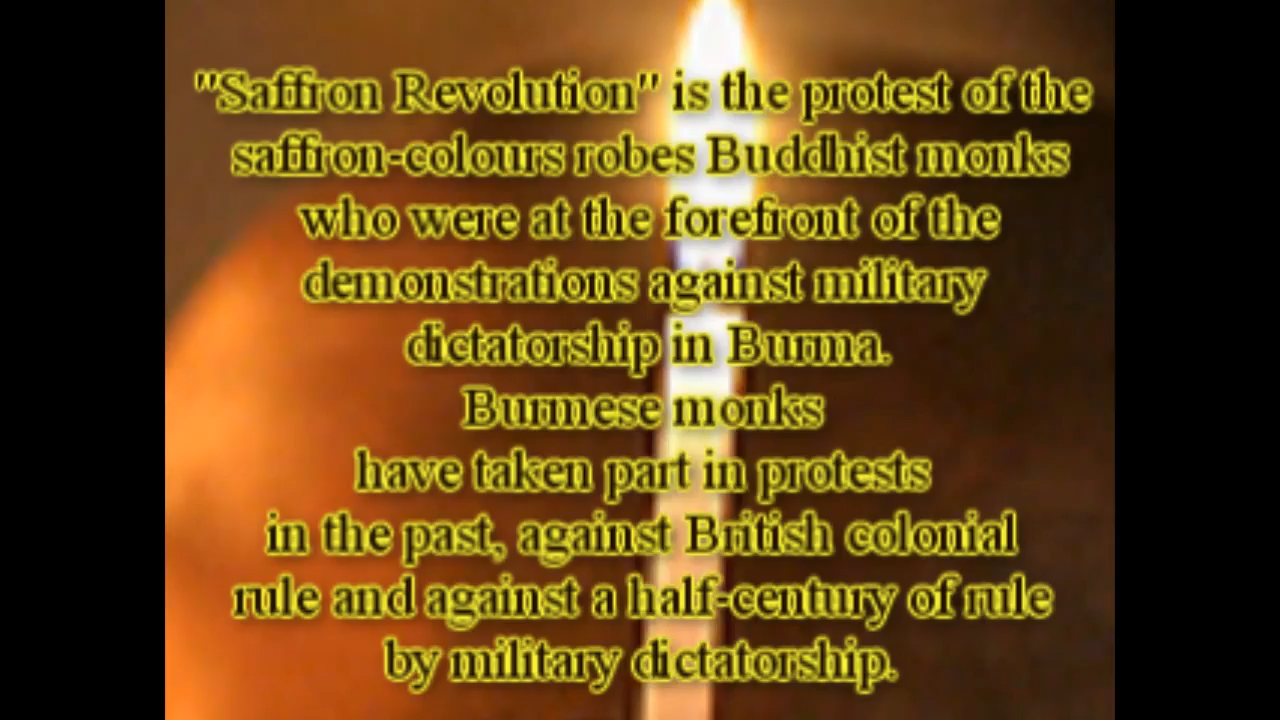 "Saffron Revolution" is the protest of the
saffron-colours robes Buddhist monks
who were at the forefront of the
demonstrations against military
dictatorship in Burma.
Burmese monks
have taken part in protests
in the past, against British colonial
rule and against a half-century of rule
by military dictatorship.